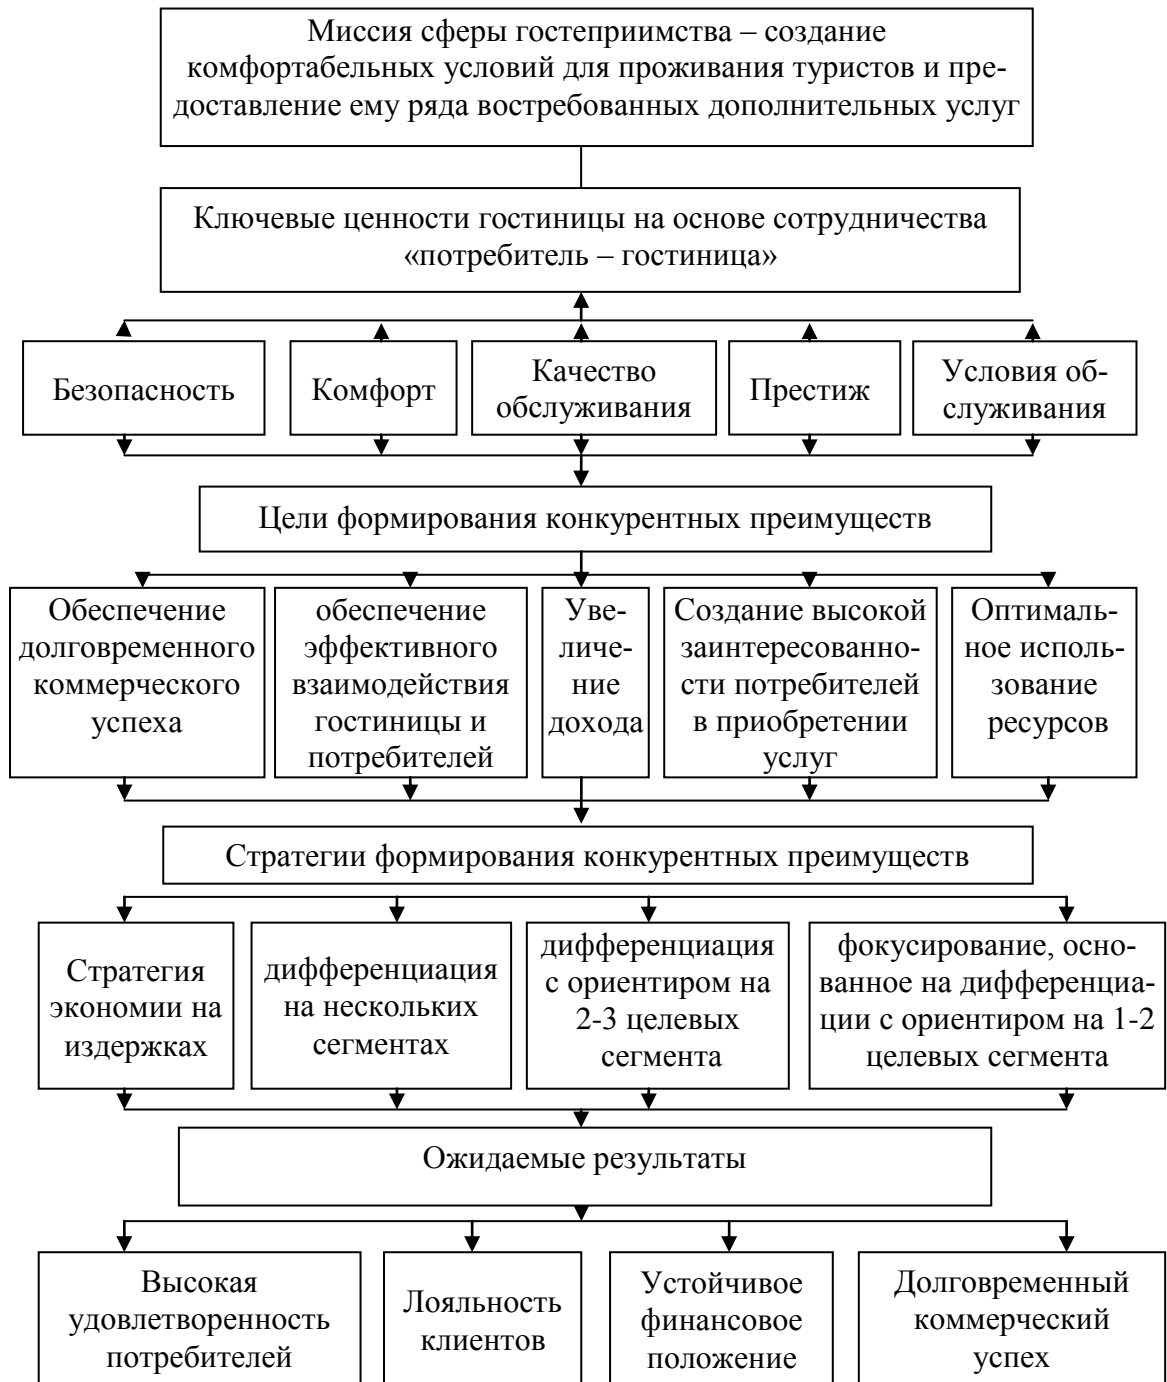 Миссия сферы гостеприимства – создание
комфортабельных условий для проживания туристов и пре-
доставление ему ряда востребованных дополнительных услуг
Ключевые ценности гостиницы на основе сотрудничества
«потребитель – гостиница»
Безопасность
Комфорт
Качество
обслуживания
Престиж
Условия об-
служивания
Цели формирования конкурентных преимуществ
Обеспечение
долговременного
коммерческого
успеха
обеспечение
эффективного
взаимодействия
гостиницы и
потребителей
Уве-
личе-
ние
дохода
Создание высокой
заинтересованно-
сти потребителей
в приобретении
услуг
Оптималь-
ное исполь-
зование
ресурсов
Стратегии формирования конкурентных преимуществ
Стратегия
экономии на
издержках
дифференциация
на нескольких
сегментах
дифференциация
с ориентиром на
2-3 целевых
сегмента
фокусирование, осно-
ванное на дифференциа-
ции с ориентиром на 1-2
целевых сегмента
Ожидаемые результаты
Высокая
удовлетворенность
потребителей
Лояльность
клиентов
Устойчивое
финансовое
положение
Долговременный
коммерческий
успех